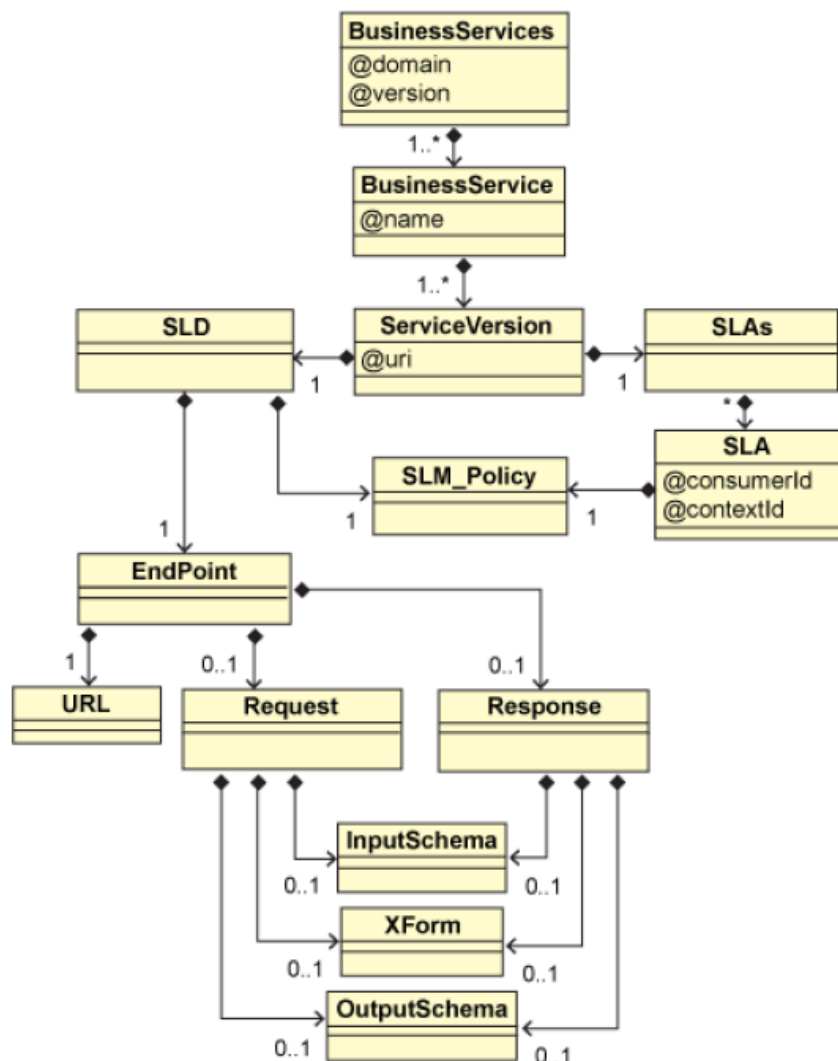 BusinessServices
@domain
@version
1..*
BusinessService
@name
1..*
SLD
ServiceVersion
@uri
SLAs
1
1
*
SLA
@consumerId
@contextId
SLM_Policy
1
1
1
EndPoint
1
0..1
0..1
URL
Request
Response
InputSchema
0..1
0..1
XForm
0..1
0..1
OutputSchema
0..1
0..1